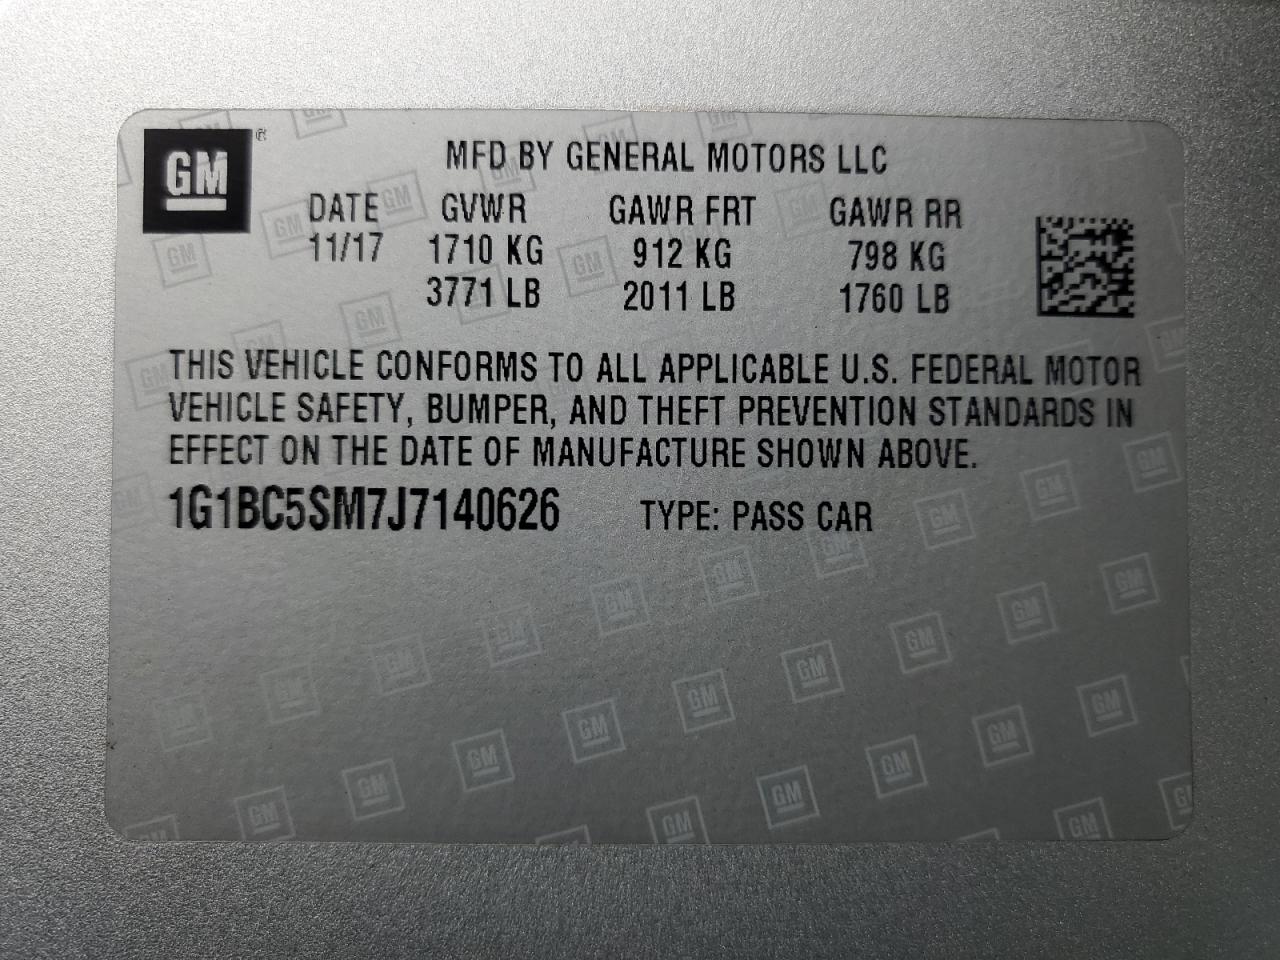 GM
MFD BY GENERAL MOTORS LLC
DATE GVWR GAWR FRT GAWR RR
11/17 1710 KG 912 KG 798 KG
3771 LB 2011 LB 1760 LB
THIS VEHICLE CONFORMS TO ALL APPLICABLE U.S. FEDERAL MOTOR
VEHICLE SAFETY, BUMPER, AND THEFT PREVENTION STANDARDS IN
EFFECT ON THE DATE OF MANUFACTURE SHOWN ABOVE.
1G1BC5SM7J7140626 TYPE: PASS CAR